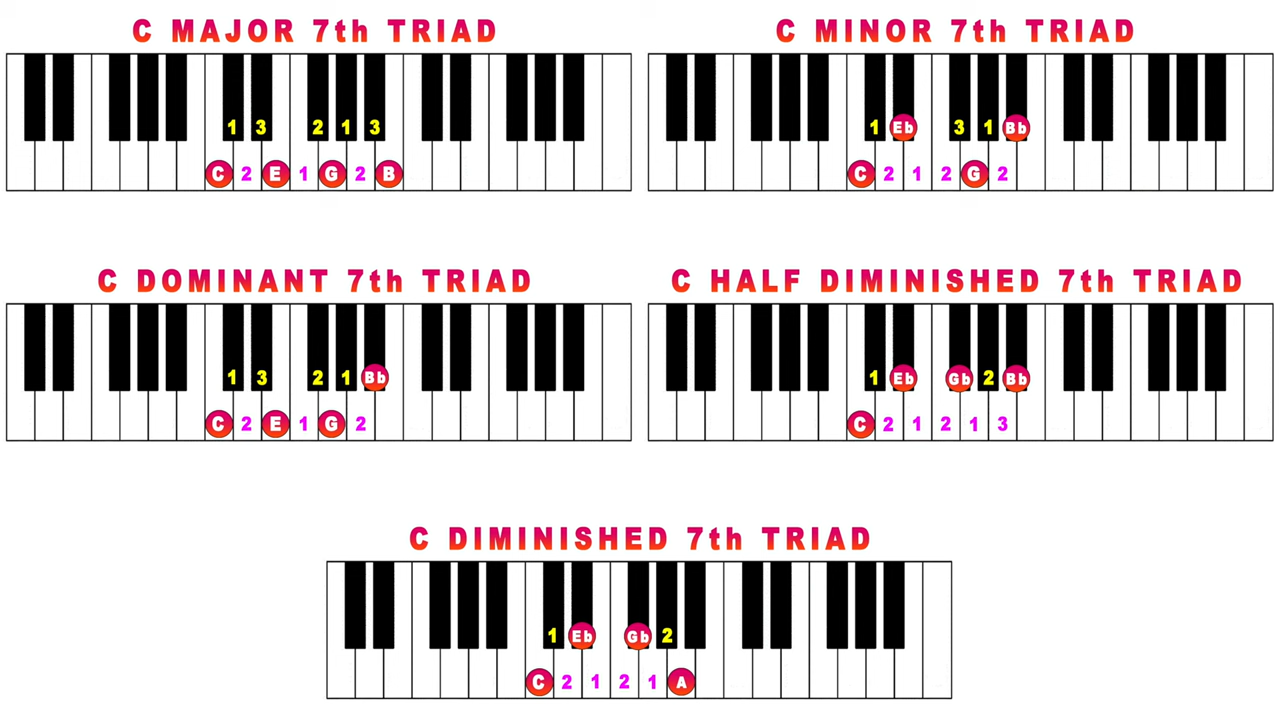 C MAJOR 7th TRIAD
1 3 2 1 3
C 2 E 1 G 2 B
C MINOR 7th TRIAD
1 Eb 3 1 Bb
C 2 1 2 G 2
C DOMINANT 7th TRIAD
1 3 2 1 Bb
C 2 E 1 G 2
C HALF DIMINISHED 7th TRIAD
1 Eb Gb 2 Bb
C 2 1 2 1 3
C DIMINISHED 7th TRIAD
1 Eb Gb 2
C 2 1 2 1 A